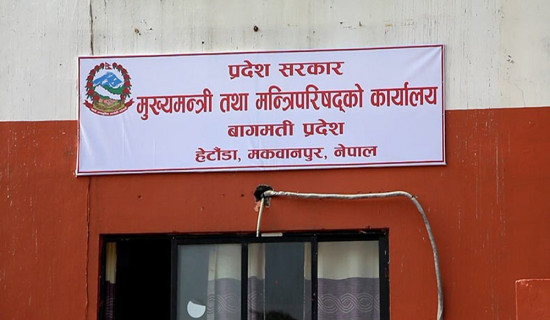 प्रदेश सरकार
मुख्यमन्त्री तथा मन्त्रिपरिषद्को कार्यालय
बागमती प्रदेश
हेटौंडा, मकवानपुर, नेपाल